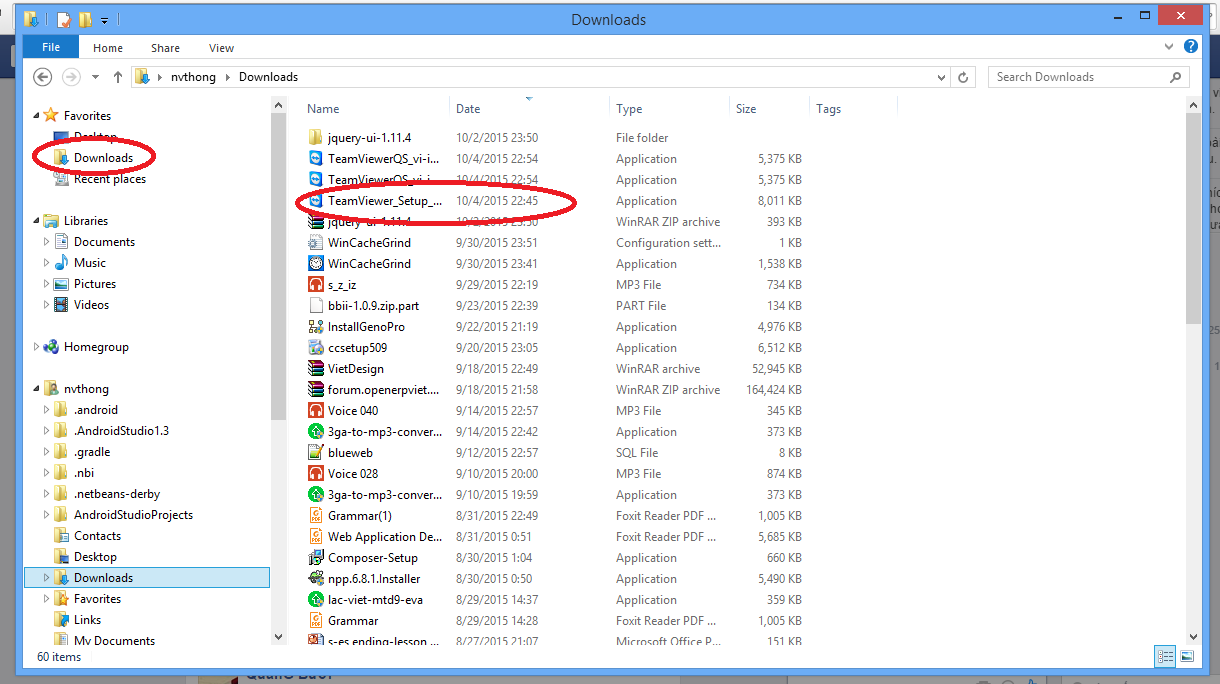 Downloads
File Home Share View
nvthong Downloads Search Downloads
Favorites
Desktop
Downloads
Recent places
Libraries
Documents
Music
Pictures
Videos
Homegroup
nvthong
.android
.AndroidStudio1.3
.gradle
.nbi
.netbeans-derby
AndroidStudioProjects
Contacts
Desktop
Downloads
Favorites
Links
My Documents
Name Date Type Size Tags
jquery-ui-1.11.4 10/2/2015 23:50 File folder
TeamViewerQS_vi-i... 10/4/2015 22:54 Application 5,375 KB
TeamViewerQS_vi-i... 10/4/2015 22:54 Application 5,375 KB
TeamViewer_Setup_... 10/4/2015 22:45 Application 8,011 KB
jquery-ui-1.11.4 10/2/2015 23:50 WinRAR ZIP archive 393 KB
WinCacheGrind 9/30/2015 23:51 Configuration sett... 1 KB
WinCacheGrind 9/30/2015 23:41 Application 1,538 KB
s_z_iz 9/29/2015 22:19 MP3 File 734 KB
bbii-1.0.9.zip.part 9/23/2015 22:39 PART File 134 KB
InstallGenoPro 9/22/2015 21:19 Application 4,976 KB
ccsetup509 9/20/2015 23:05 Application 6,512 KB
VietDesign 9/18/2015 22:49 WinRAR archive 52,945 KB
forum.openerpviet.... 9/18/2015 21:58 WinRAR ZIP archive 164,424 KB
Voice 040 9/14/2015 22:57 MP3 File 345 KB
3ga-to-mp3-conver... 9/14/2015 22:42 Application 373 KB
blueweb 9/12/2015 22:57 SQL File 8 KB
Voice 028 9/10/2015 20:00 MP3 File 874 KB
3ga-to-mp3-conver... 9/10/2015 19:59 Application 373 KB
Grammar(1) 8/31/2015 22:49 Foxit Reader PDF ... 1,005 KB
Web Application De... 8/31/2015 0:51 Foxit Reader PDF ... 5,685 KB
Composer-Setup 8/30/2015 1:04 Application 660 KB
npp.6.8.1.Installer 8/30/2015 0:50 Application 5,490 KB
lac-viet-mtd9-eva 8/29/2015 14:37 Application 359 KB
Grammar 8/29/2015 14:28 Foxit Reader PDF ... 1,005 KB
s-es ending-lesson ... 8/27/2015 21:07 Microsoft Office P... 151 KB
60 items